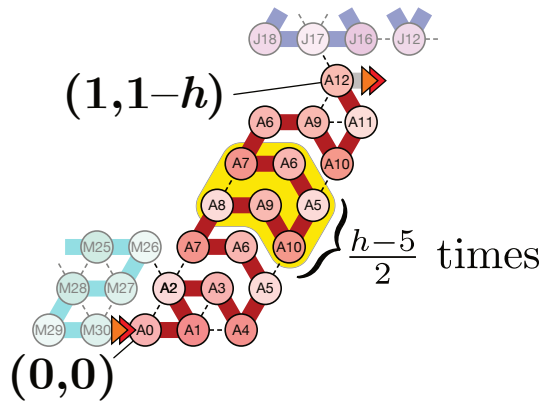 J18 J17 J16 J12
A12
(1,1−h)
A6 A9 A11
A7 A6 A10
A8 A9 A5
A7 A6 A10
h−5
2
times
M25 M26
M28 M27 A2 A3 A5
M29 M30 A0 A1 A4
(0,0)